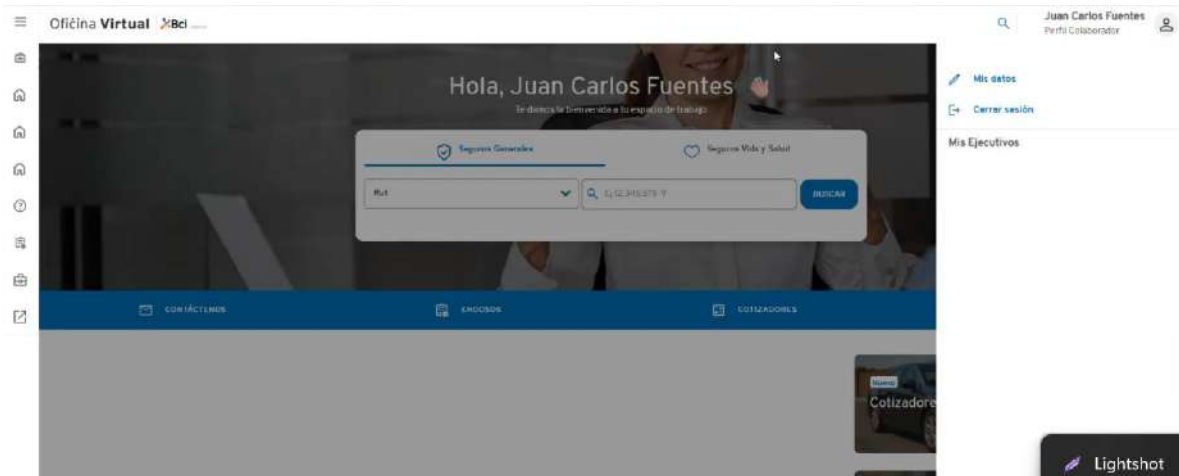 Oficina Virtual Bci
Juan Carlos Fuentes
Perfil Colaborador
Hola, Juan Carlos Fuentes
Te damos la bienvenida a tu espacio de trabajo
Seguros Generales
Seguros Vida y Salud
Rut
BUSCAR
CONTÁCTENOS
ENDOSOS
COTIZADORES
Mis datos
Cerrar sesión
Mis Ejecutivos
Nuevo
Cotizadore
Lightshot